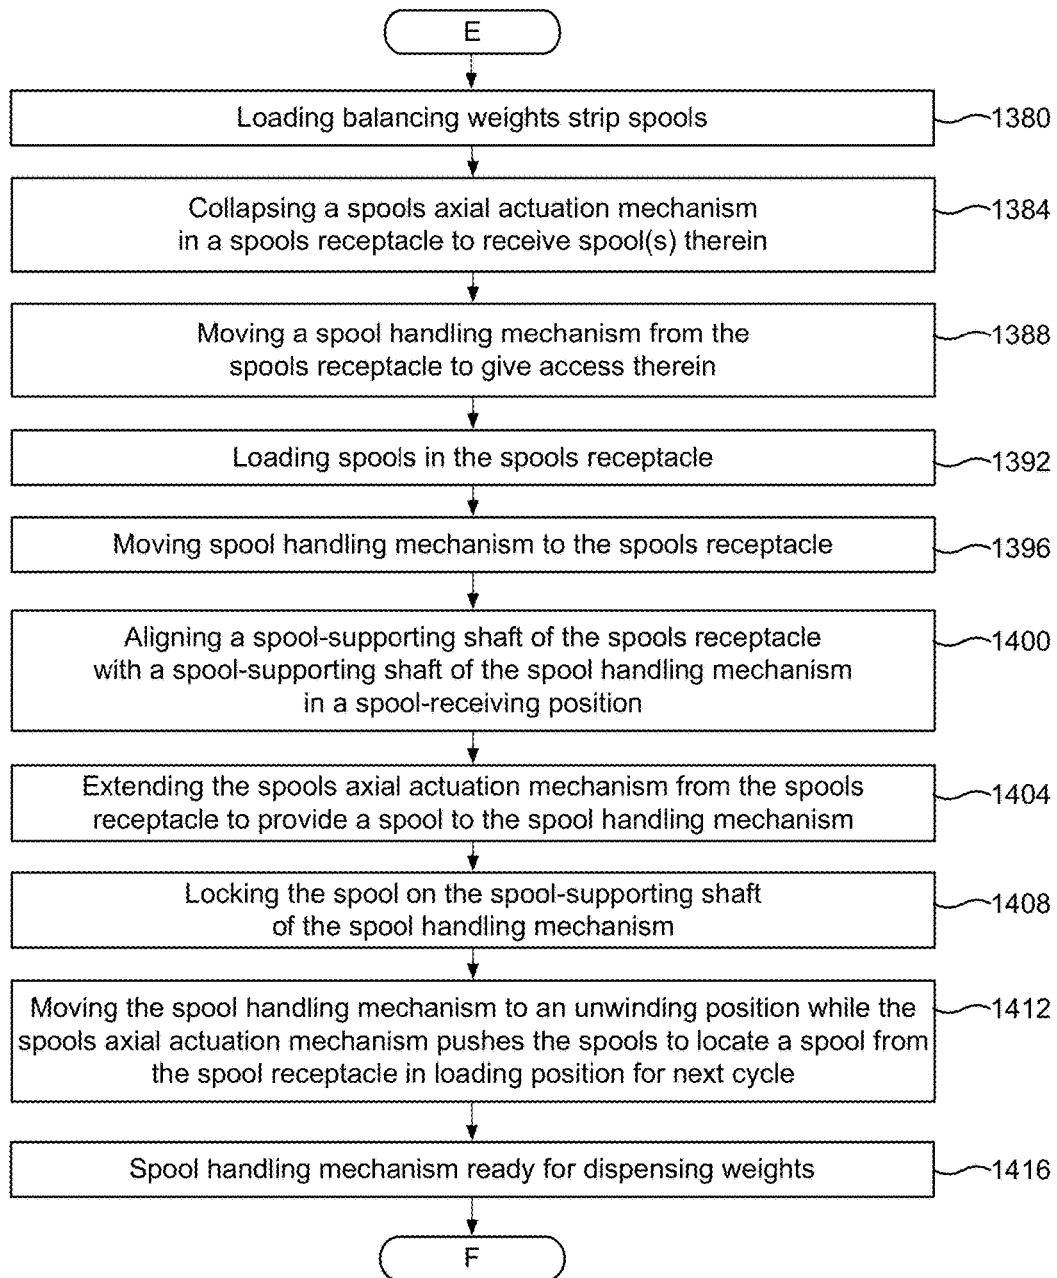 E
Loading balancing weights strip spools
1380
Collapsing a spools axial actuation mechanism
in a spools receptacle to receive spool(s) therein
1384
Moving a spool handling mechanism from the
spools receptacle to give access therein
1388
Loading spools in the spools receptacle
1392
Moving spool handling mechanism to the spools receptacle
1396
Aligning a spool-supporting shaft of the spools receptacle
with a spool-supporting shaft of the spool handling mechanism
in a spool-receiving position
1400
Extending the spools axial actuation mechanism from the spools
receptacle to provide a spool to the spool handling mechanism
1404
Locking the spool on the spool-supporting shaft
of the spool handling mechanism
1408
Moving the spool handling mechanism to an unwinding position while the
spools axial actuation mechanism pushes the spools to locate a spool from
the spool receptacle in loading position for next cycle
1412
Spool handling mechanism ready for dispensing weights
1416
F